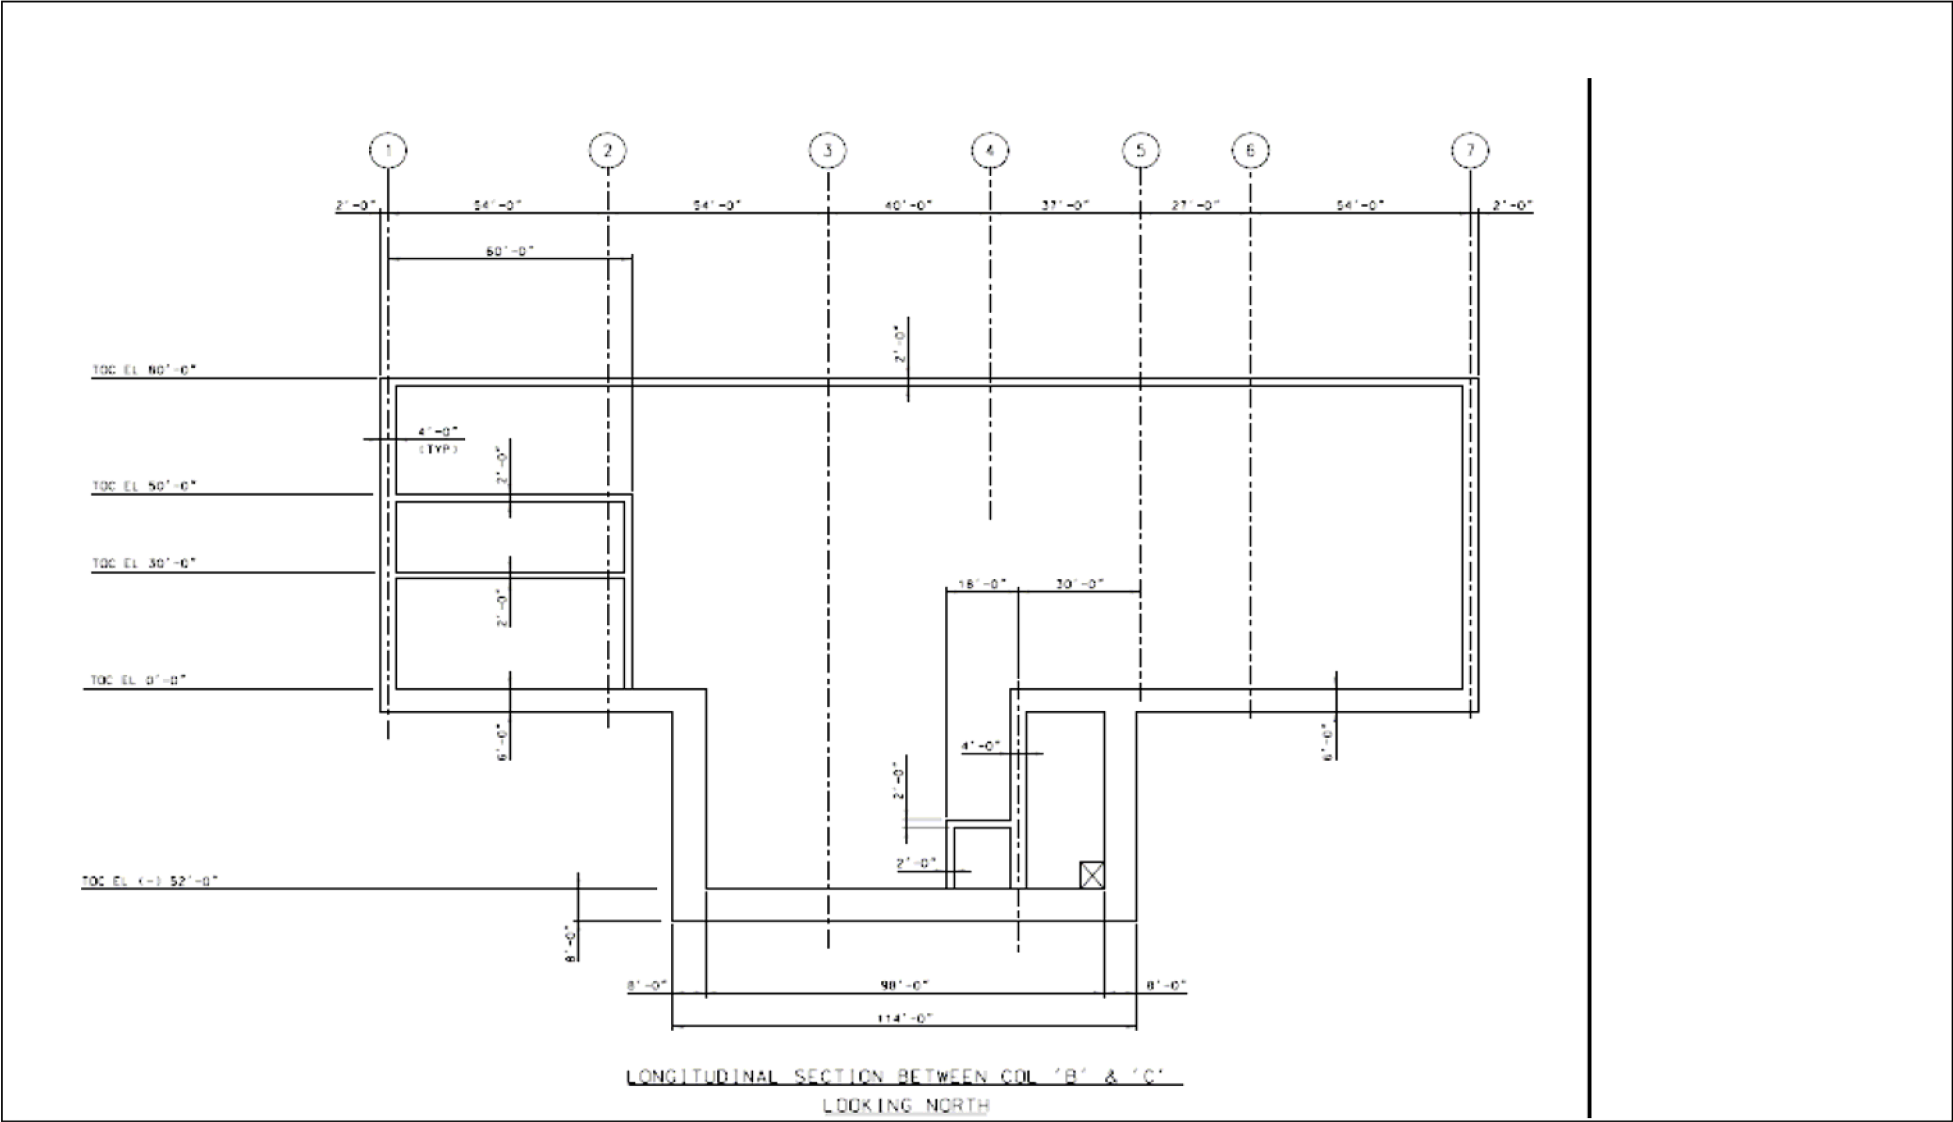 1 2 3 4 5 6 7
2'-0" 54'-0" 54'-0" 40'-0" 37'-0" 27'-0" 54'-0" 2'-0"
60'-0"
2'-0"
TOC EL 80'-0"
4'-0"
(TYP)
2'-0"
TOC EL 50'-0"
TOC EL 30'-0"
18'-0" 30'-0"
2'-0"
TOC EL 0'-0"
6'-0" 4'-0" 6'-0"
2'-0"
2'-0"
TOC EL (-) 52'-0"
8'-0"
8'-0" 98'-0" 8'-0"
114'-0"
LONGITUDINAL SECTION BETWEEN COL 'B' & 'C'
LOOKING NORTH